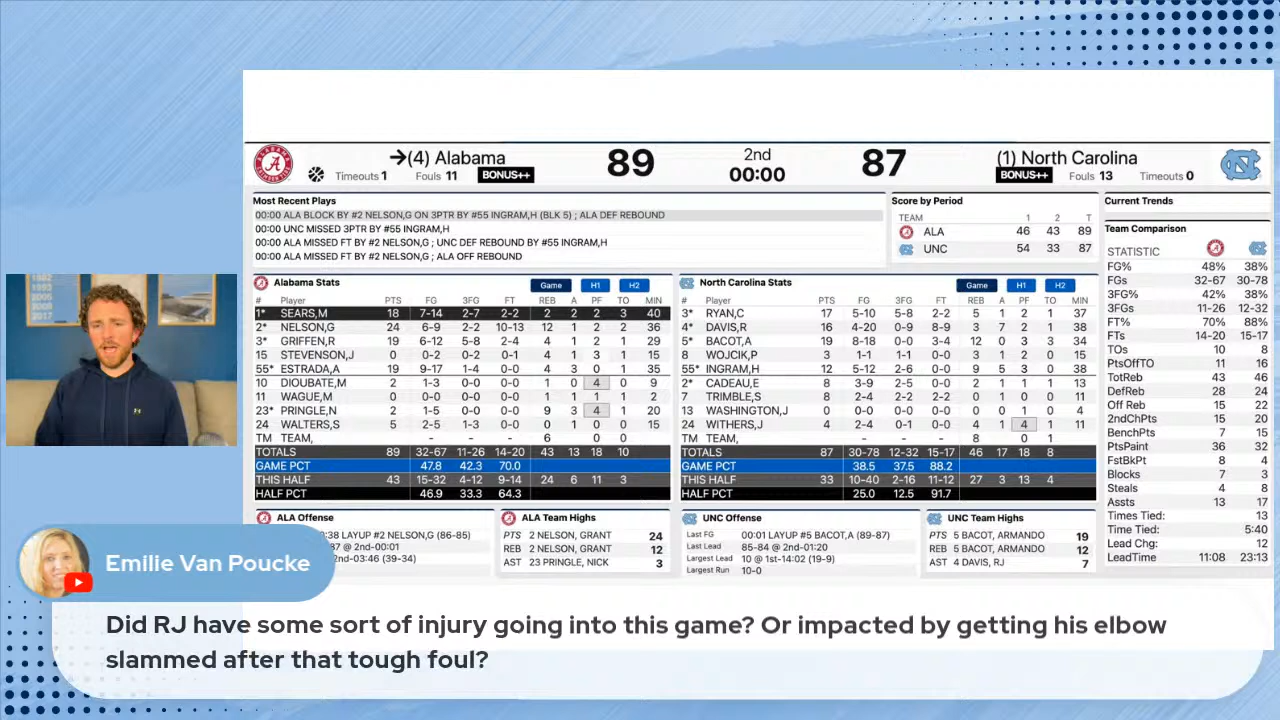 →(4) Alabama 89 2nd 87 (1) North Carolina
Timeouts 1 Fouls 11 BONUS++ 00:00 BONUS++ Fouls 13 Timeouts 0
Most Recent Plays
00:00 ALA BLOCK BY #2 NELSON,G ON 3PTR BY #55 INGRAM,H (BLK 5) ; ALA DEF REBOUND
00:00 UNC MISSED 3PTR BY #55 INGRAM,H
00:00 ALA MISSED FT BY #2 NELSON,G ; UNC DEF REBOUND BY #55 INGRAM,H
00:00 ALA MISSED FT BY #2 NELSON,G ; ALA OFF REBOUND
Score by Period
TEAM 1 2 T
ALA 46 43 89
UNC 54 33 87
Current Trends
Team Comparison
STATISTIC
FG% 48% 38%
FGs 32-67 30-78
3FG% 42% 38%
3FGs 11-26 12-32
FT% 70% 88%
FTs 14-20 15-17
TOs 10 8
PtsOffTO 11 16
TotReb 43 46
DefReb 28 24
Off Reb 15 22
2ndChPts 15 20
BenchPts 7 15
PtsPaint 36 32
FstBkPt 8 4
Blocks 7 3
Steals 4 8
Assts 13 17
Times Tied: 13
Time Tied: 5:40
Lead Chg: 12
LeadTime 11:08 23:13
Alabama Stats Game H1 H2
# Player PTS FG 3FG FT REB A PF TO MIN
1* SEARS,M 18 7-14 2-7 2-2 2 2 2 3 40
2* NELSON,G 24 6-9 2-2 10-13 12 1 2 2 36
3* GRIFFEN,R 19 6-12 5-8 2-4 4 1 2 1 29
15 STEVENSON,J 0 0-2 0-2 0-1 4 1 3 1 15
55* ESTRADA,A 19 9-17 1-4 0-0 4 3 0 1 35
10 DIOUBATE,M 2 1-3 0-0 0-0 1 0 4 0 9
11 WAGUE,M 0 0-0 0-0 0-0 1 1 1 1 2
23* PRINGLE,N 2 1-5 0-0 0-0 9 3 4 1 20
24 WALTERS,S 5 2-5 1-3 0-0 0 1 0 0 15
TM TEAM, - - - 6 0 0
TOTALS 89 32-67 11-26 14-20 43 13 18 10
GAME PCT 47.8 42.3 70.0
THIS HALF 43 15-32 4-12 9-14 24 6 11 3
HALF PCT 46.9 33.3 64.3
North Carolina Stats Game H1 H2
# Player PTS FG 3FG FT REB A PF TO MIN
3* RYAN,C 17 5-10 5-8 2-2 5 1 2 1 37
4* DAVIS,R 16 4-20 0-9 8-9 3 7 2 1 38
5* BACOT,A 19 8-18 0-0 3-4 12 0 3 3 34
8 WOJCIK,P 3 1-1 1-1 0-0 3 1 2 0 15
55* INGRAM,H 12 5-12 2-6 0-0 9 5 3 0 38
2* CADEAU,E 8 3-9 2-5 0-0 2 2 1 1 13
7 TRIMBLE,S 8 2-4 2-2 2-2 0 1 0 0 11
13 WASHINGTON,J 0 0-0 0-0 0-0 0 0 1 0 4
24 WITHERS,J 4 2-4 0-1 0-0 4 1 4 1 11
TM TEAM, - - - 8 0 1
TOTALS 87 30-78 12-32 15-17 46 17 18 8
GAME PCT 38.5 37.5 88.2
THIS HALF 33 10-40 2-16 11-12 27 3 13 4
HALF PCT 25.0 12.5 91.7
ALA Offense
:38 LAYUP #2 NELSON,G (86-85)
87 @ 2nd-00:01
2nd-03:46 (39-34)
ALA Team Highs
PTS 2 NELSON, GRANT 24
REB 2 NELSON, GRANT 12
AST 23 PRINGLE, NICK 3
UNC Offense
Last FG 00:01 LAYUP #5 BACOT,A (89-87)
Last Lead 85-84 @ 2nd-01:20
Largest Lead 10 @ 1st-14:02 (19-9)
Largest Run 10-0
UNC Team Highs
PTS 5 BACOT, ARMANDO 19
REB 5 BACOT, ARMANDO 12
AST 4 DAVIS, RJ 7
Emilie Van Poucke
Did RJ have some sort of injury going into this game? Or impacted by getting his elbow
slammed after that tough foul?